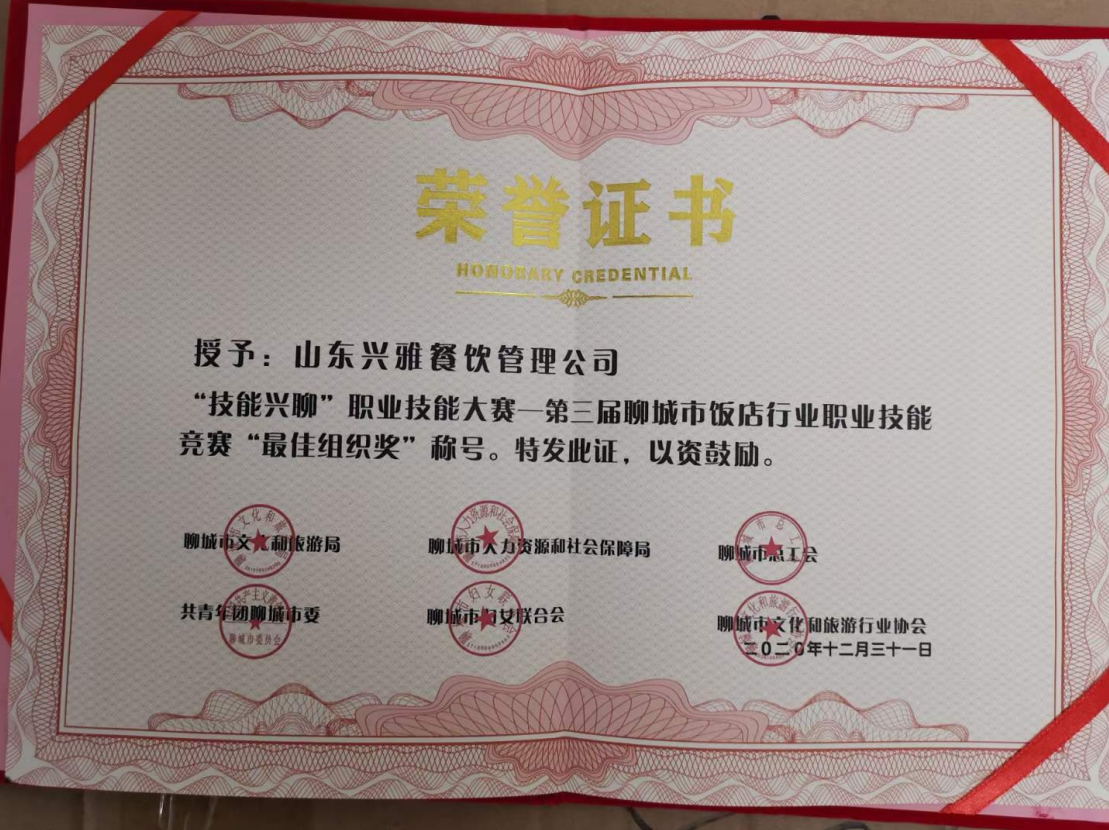 荣誉证书
HONORARY CREDENTIAL
授予：山东兴雅餐饮管理公司
“技能兴聊”职业技能大赛—第三届聊城市饭店行业职业技能
竞赛“最佳组织奖”称号。特发此证，以资鼓励。
聊城市文化和旅游局 聊城市人力资源和社会保障局 聊城市总工会
共青年团聊城市委 聊城市妇女联合会 聊城市文化和旅游行业协会
二0二0年十二月三十一日